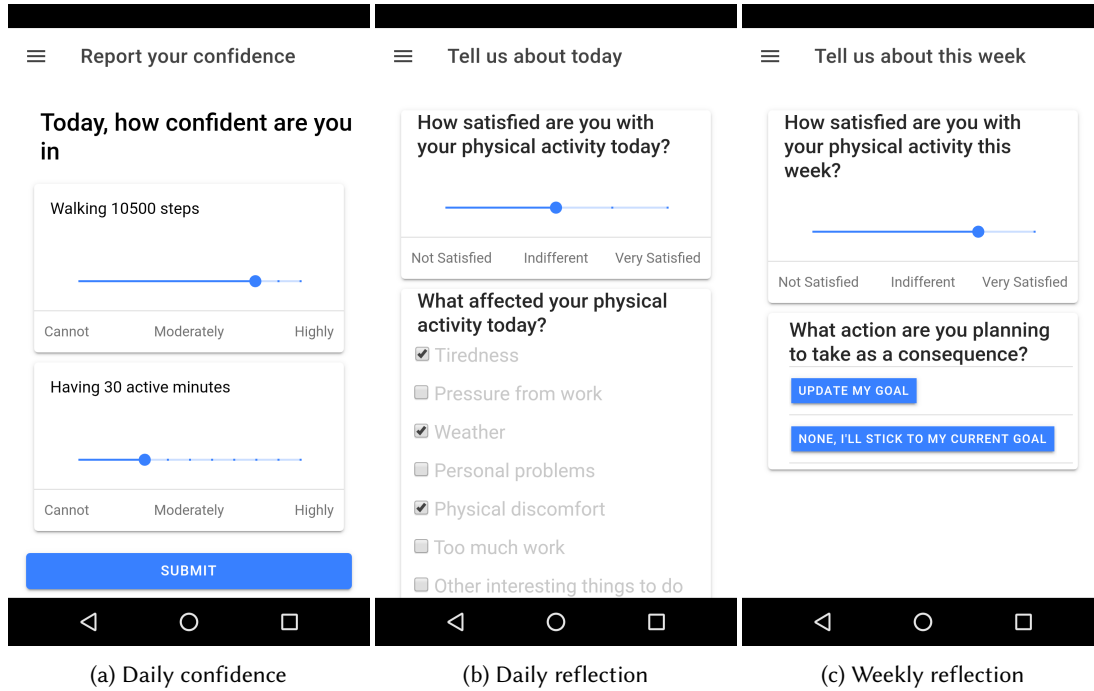 Report your confidence
Today, how confident are you
in
Walking 10500 steps
Cannot Moderately Highly
Having 30 active minutes
Cannot Moderately Highly
SUBMIT
(a) Daily confidence
Tell us about today
How satisfied are you with
your physical activity today?
Not Satisfied Indifferent Very Satisfied
What affected your physical
activity today?
Tiredness
Pressure from work
Weather
Personal problems
Physical discomfort
Too much work
Other interesting things to do
(b) Daily reflection
Tell us about this week
How satisfied are you with
your physical activity this
week?
Not Satisfied Indifferent Very Satisfied
What action are you planning
to take as a consequence?
UPDATE MY GOAL
NONE, I'LL STICK TO MY CURRENT GOAL
(c) Weekly reflection